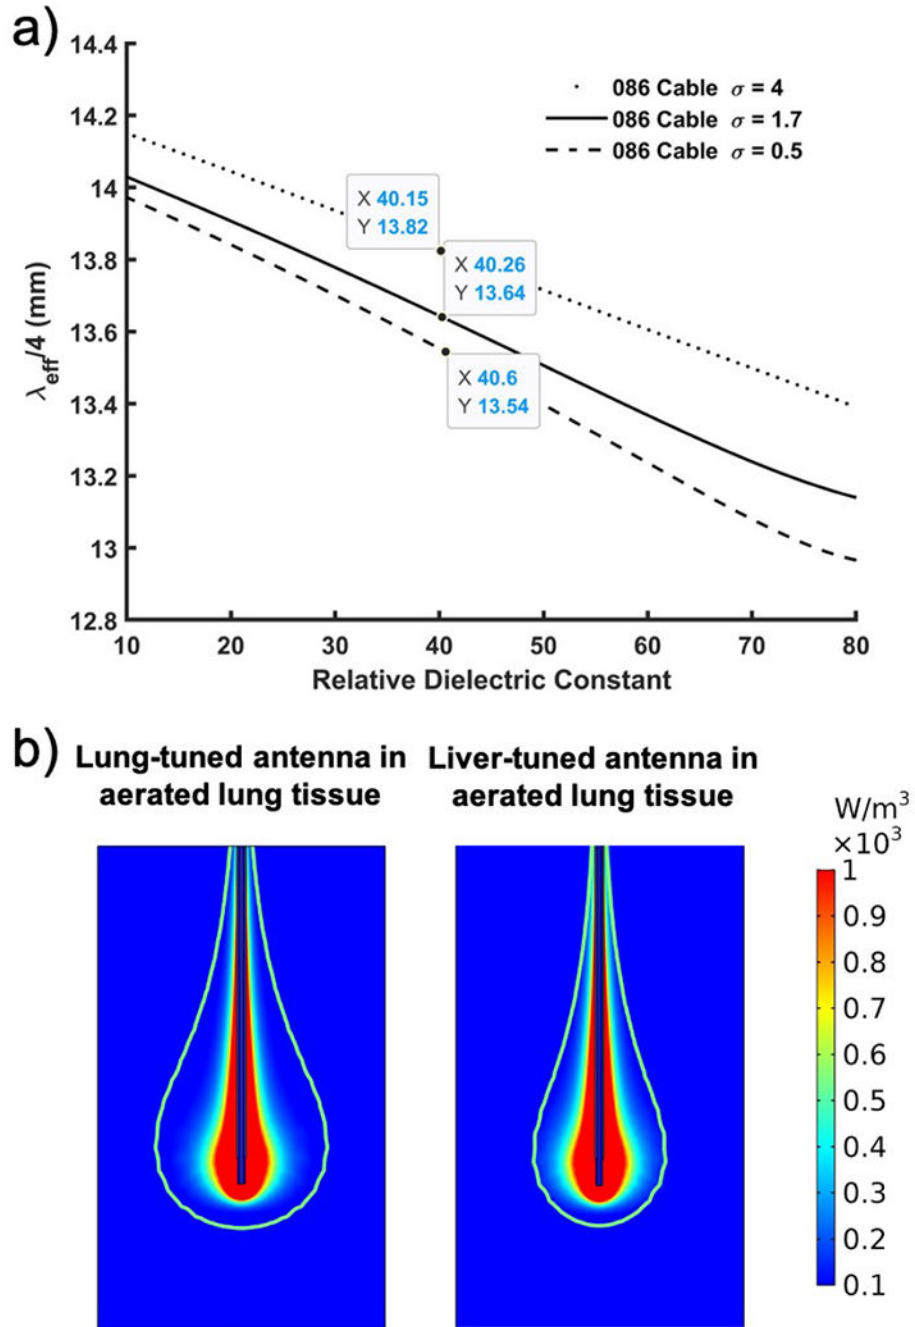 a)
14.4
14.2
14
13.8
13.6
13.4
13.2
13
12.8
λeff/4 (mm)
086 Cable σ = 4
086 Cable σ = 1.7
086 Cable σ = 0.5
X 40.15
Y 13.82
X 40.26
Y 13.64
X 40.6
Y 13.54
10 20 30 40 50 60 70 80
Relative Dielectric Constant
b)
Lung-tuned antenna in
aerated lung tissue
Liver-tuned antenna in
aerated lung tissue
W/m³
×10³
1
0.9
0.8
0.7
0.6
0.5
0.4
0.3
0.2
0.1